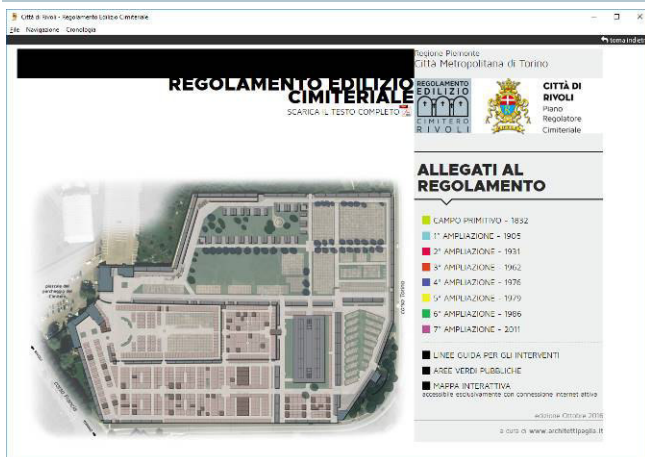 Città di Rivoli - Regolamento Edilizio Cimiteriale
File Navigazione Cronologia
torna indietro
REGOLAMENTO EDILIZIO
CIMITERIALE
SCARICA IL TESTO COMPLETO
Regione Piemonte
Città Metropolitana di Torino
REGOLAMENTO
EDILIZIO
CIMITERO
RIVOLI
CITTÀ DI
RIVOLI
Piano
Regolatore
Cimiteriale
ALLEGATI AL
REGOLAMENTO
CAMPO PRIMITIVO - 1832
1° AMPLIAZIONE - 1905
2° AMPLIAZIONE - 1931
3° AMPLIAZIONE - 1962
4° AMPLIAZIONE - 1976
5° AMPLIAZIONE - 1979
6° AMPLIAZIONE - 1986
7° AMPLIAZIONE - 2011
LINEE GUIDA PER GLI INTERVENTI
AREE VERDI PUBBLICHE
MAPPA INTERATTIVA
accessibile esclusivamente con connessione internet attiva
edizione Ottobre 2016
a cura di www.architettipaglia.it
corso Torino
corso Francia